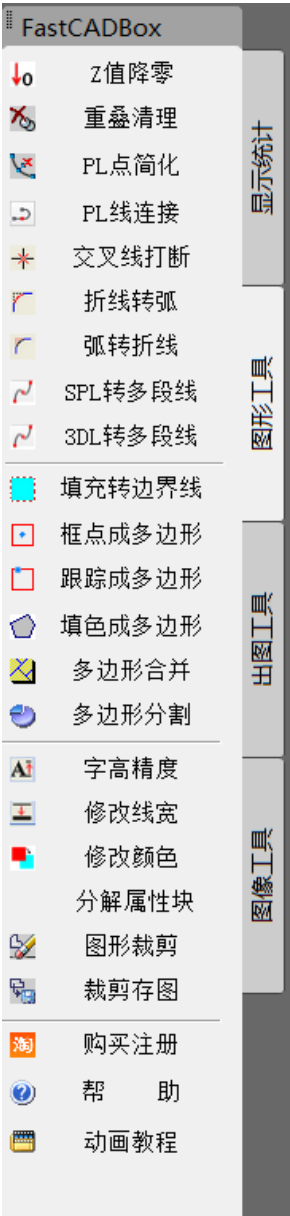 FastCADBox
Z值降零
重叠清理
PL点简化
PL线连接
交叉线打断
折线转弧
弧转折线
SPL转多段线
3DL转多段线
填充转边界线
框点成多边形
跟踪成多边形
填色成多边形
多边形合并
多边形分割
字高精度
修改线宽
修改颜色
分解属性块
图形裁剪
裁剪存图
购买注册
帮 助
动画教程
显示统计
图形工具
出图工具
图像工具